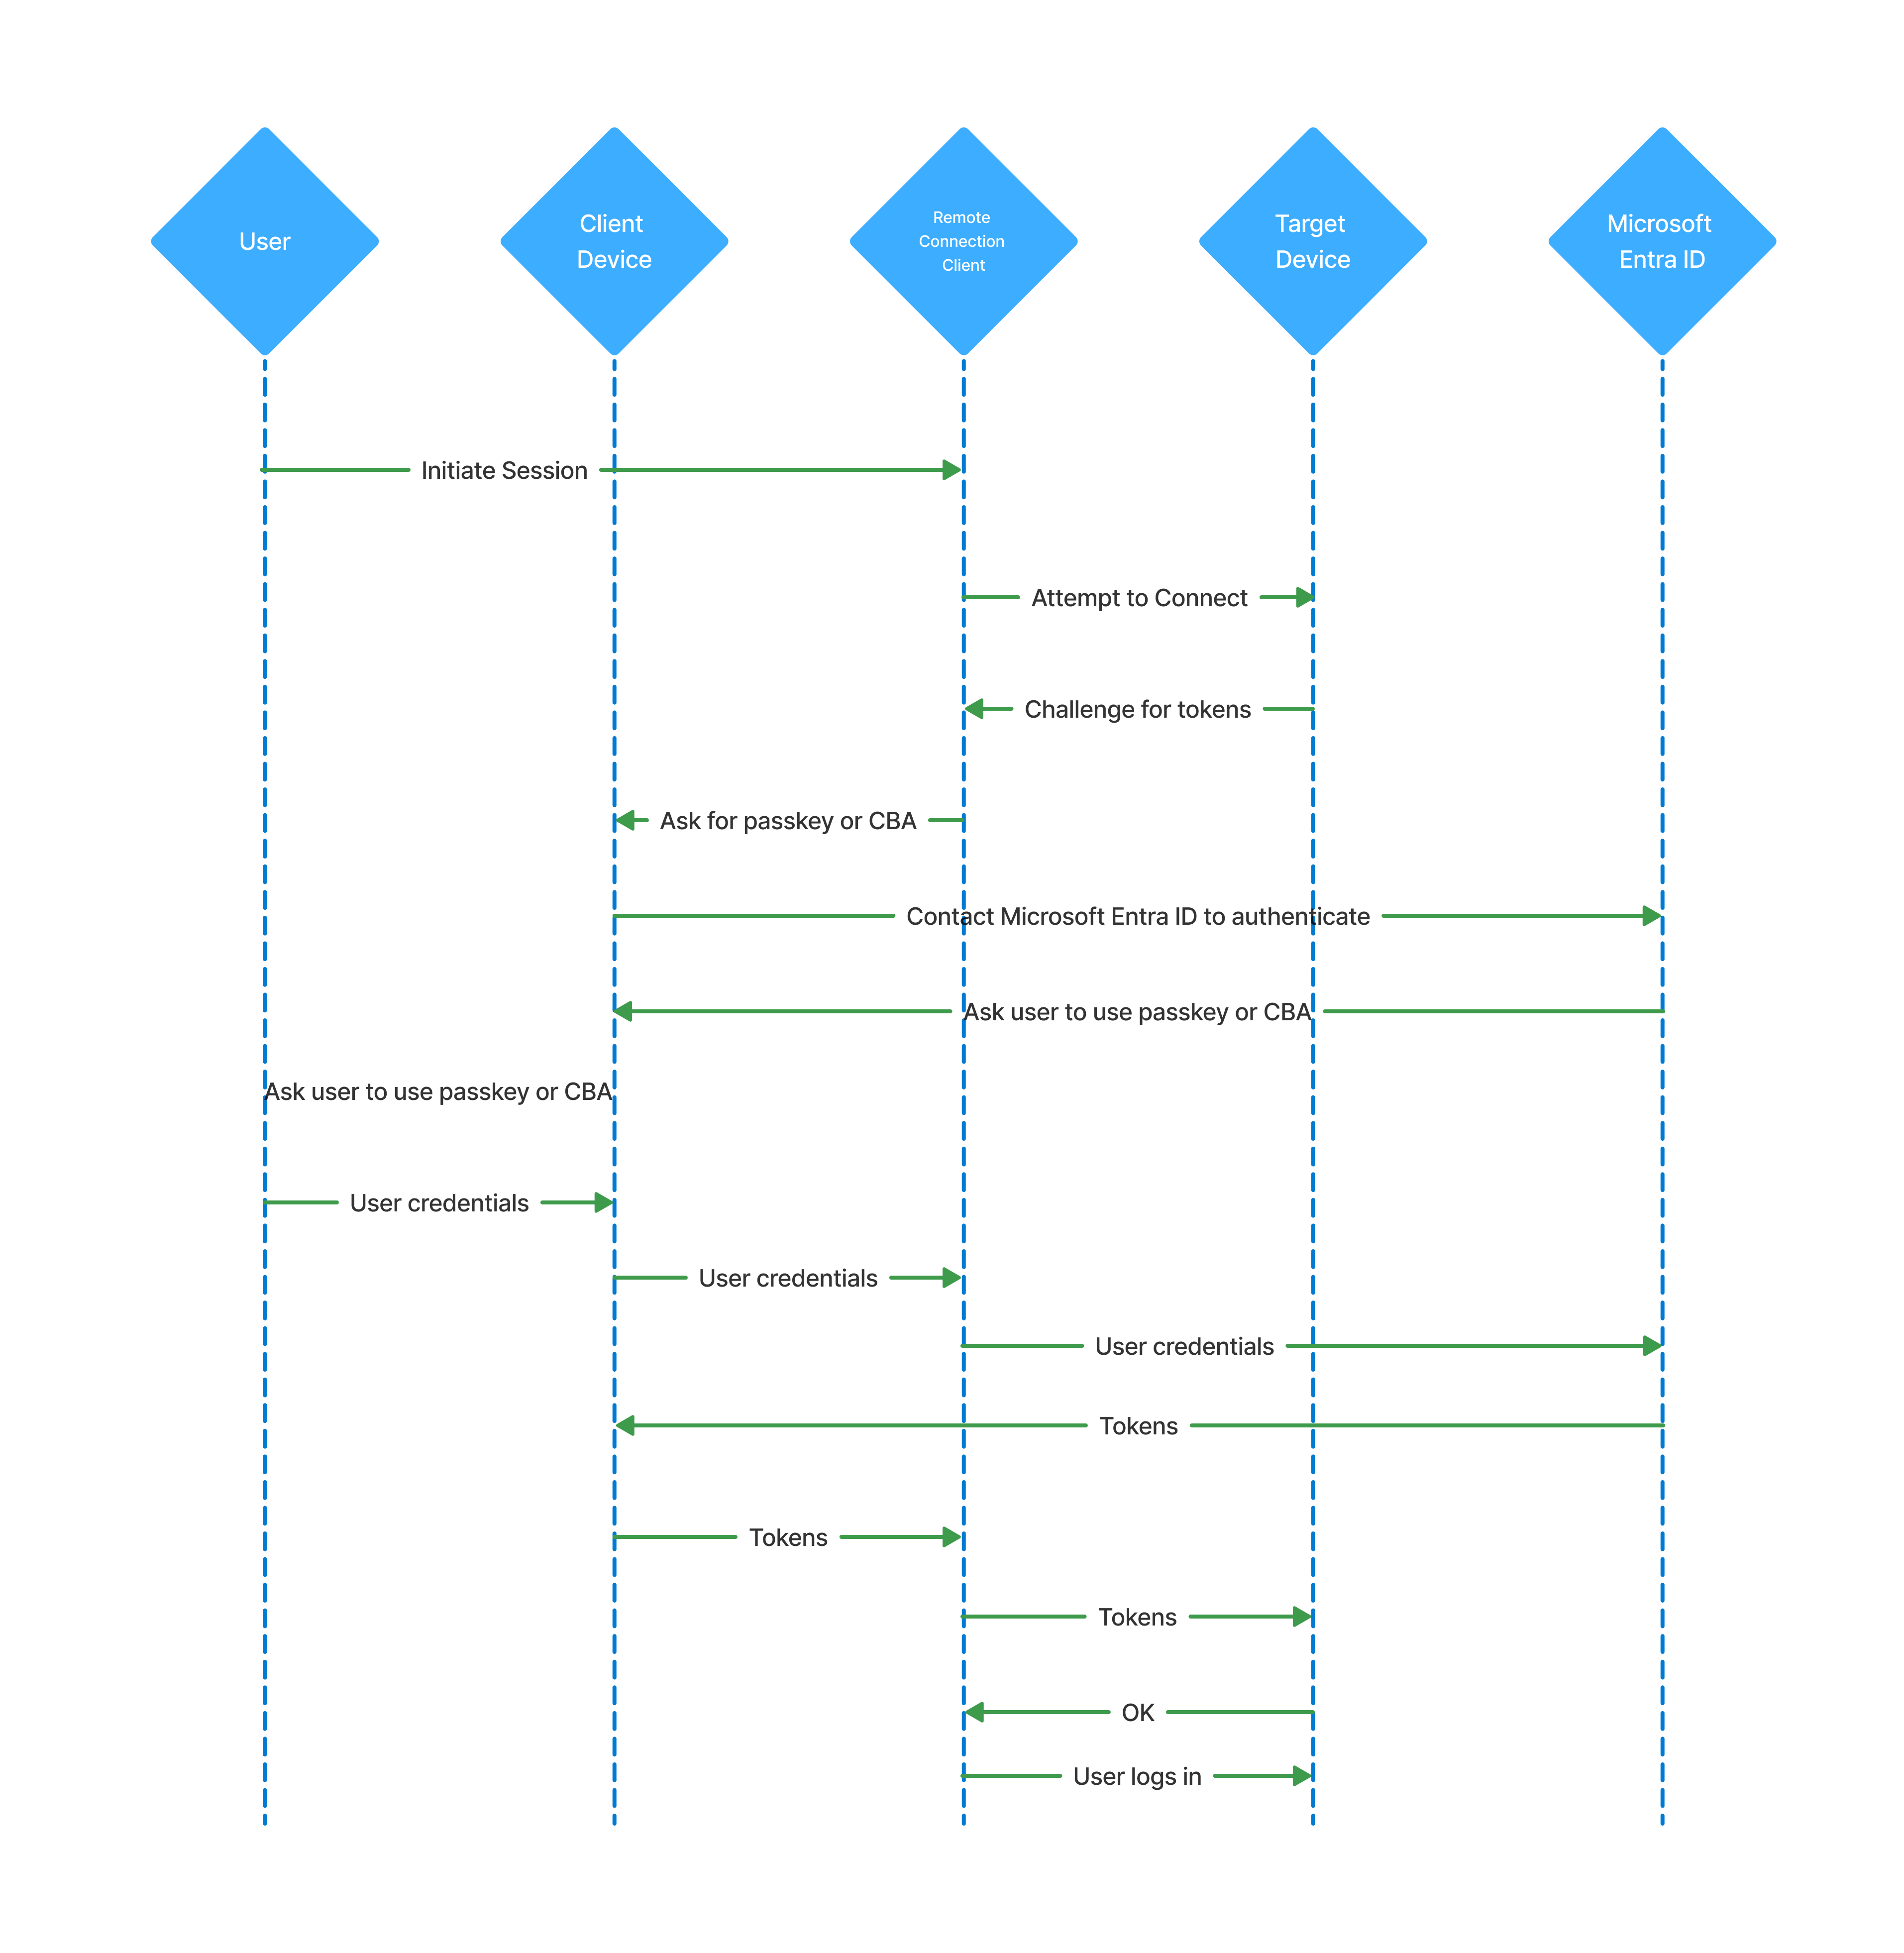 User
Client
Device
Remote
Connection
Client
Target
Device
Microsoft
Entra ID
Initiate Session
Attempt to Connect
Challenge for tokens
Ask for passkey or CBA
Contact Microsoft Entra ID to authenticate
Ask user to use passkey or CBA
Ask user to use passkey or CBA
User credentials
User credentials
User credentials
Tokens
Tokens
Tokens
OK
User logs in